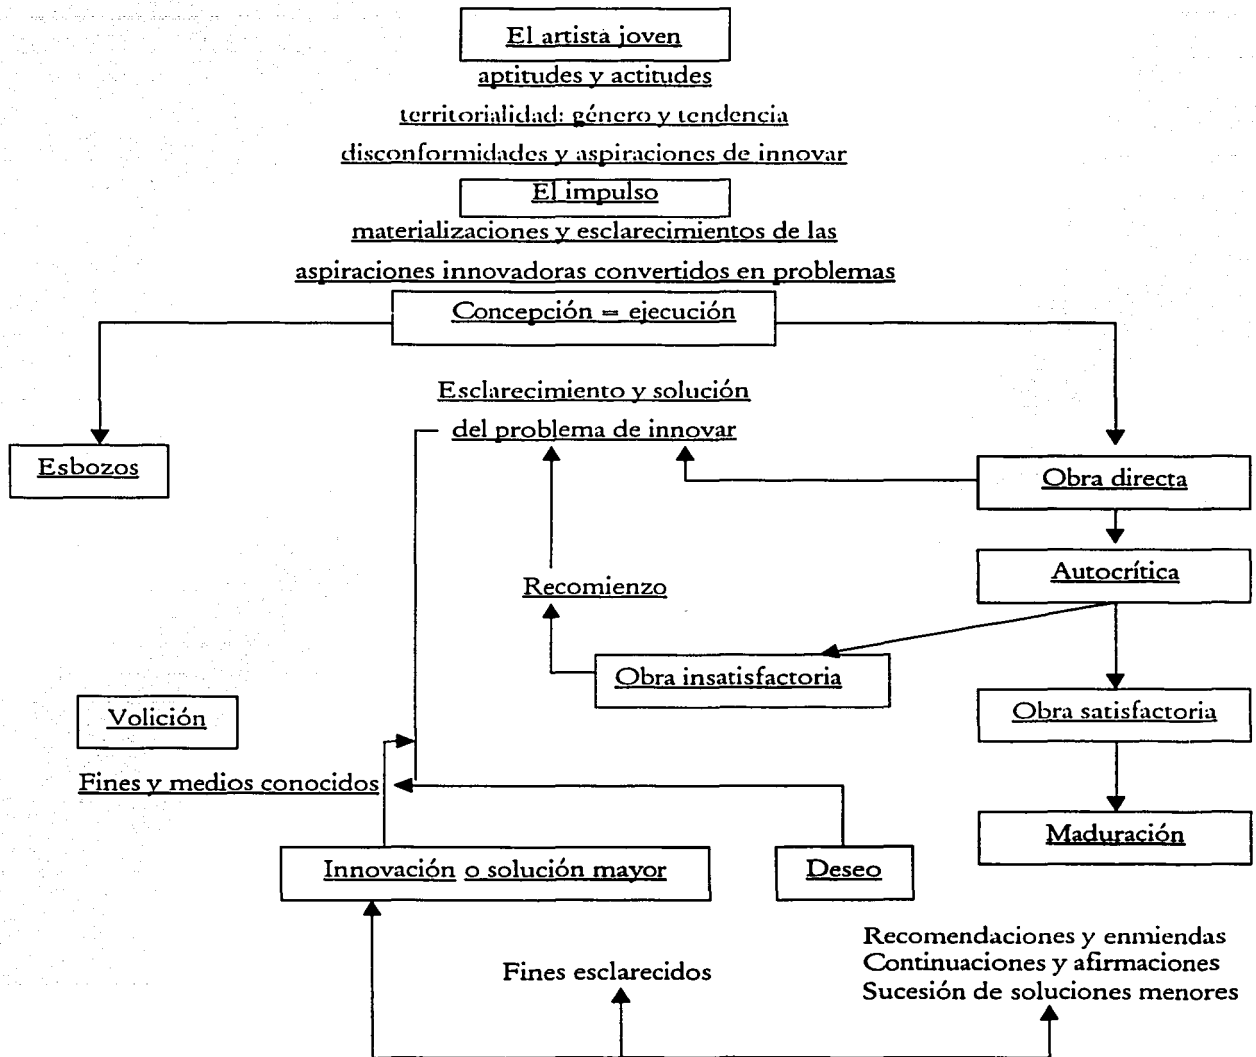 El artista joven
aptitudes y actitudes
territorialidad: género y tendencia
disconformidades y aspiraciones de innovar
El impulso
materializaciones y esclarecimientos de las
aspiraciones innovadoras convertidos en problemas
Concepción = ejecución
Esclarecimiento y solución
del problema de innovar
Esbozos
Obra directa
Autocrítica
Recomienzo
Obra insatisfactoria
Volición
Obra satisfactoria
Fines y medios conocidos
Maduración
Innovación o solución mayor
Deseo
Recomendaciones y enmiendas
Continuaciones y afirmaciones
Fines esclarecidos
Sucesión de soluciones menores